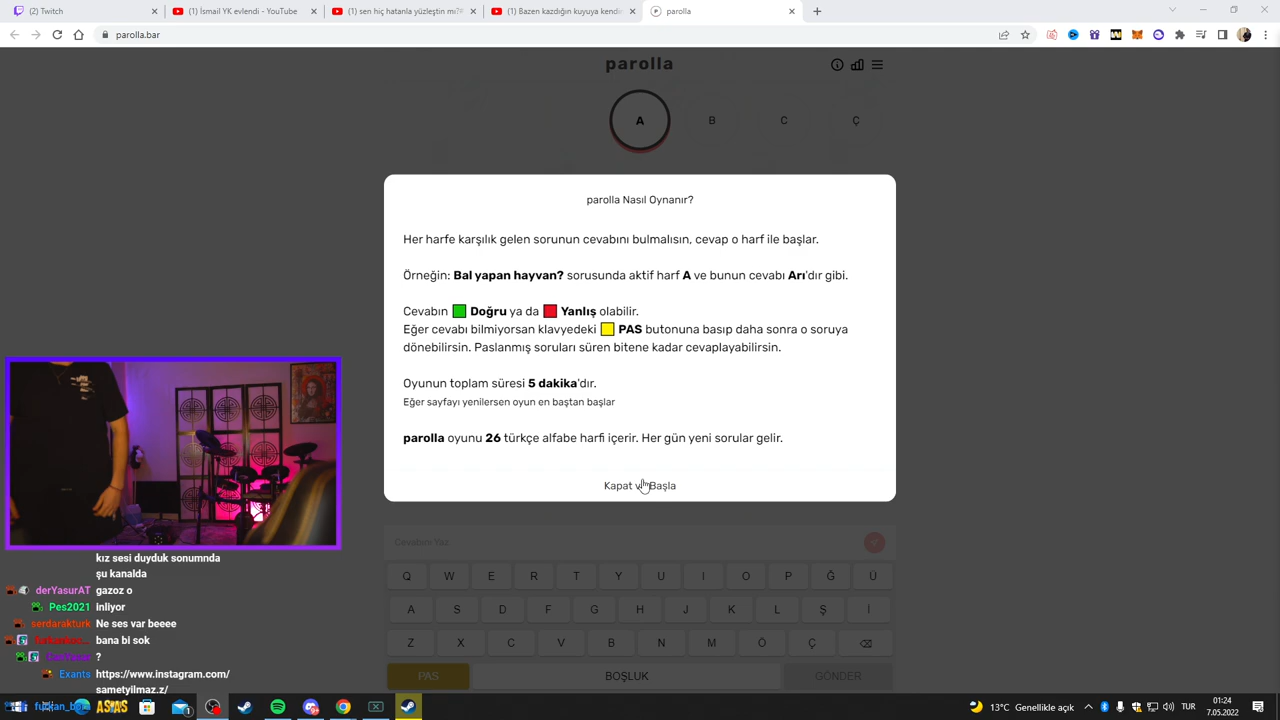 (2) Twitch
(1) İsmail YK evlendi - YouTube
(1) sen hiç hatanla yüzleştin mi?#
(1) Bazen kazdığın kuyuya kendi
parolla
parolla.bar
parolla
A B C Ç
parolla Nasıl Oynanır?
Her harfe karşılık gelen sorunun cevabını bulmalısın, cevap o harf ile başlar.
Örneğin: Bal yapan hayvan? sorusunda aktif harf A ve bunun cevabı Arı'dır gibi.
Cevabın Doğru ya da Yanlış olabilir.
Eğer cevabı bilmiyorsan klavyedeki PAS butonuna basıp daha sonra o soruya
dönebilirsin. Paslanmış soruları süren bitene kadar cevaplayabilirsin.
Oyunun toplam süresi 5 dakika'dır.
Eğer sayfayı yenilersen oyun en baştan başlar
parolla oyunu 26 türkçe alfabe harfi içerir. Her gün yeni sorular gelir.
Kapat v Başla
Cevabını Yaz
Q W E R T Y U I O P Ğ Ü
A S D F G H J K L Ş İ
Z X C V B N M Ö Ç
PAS BOŞLUK GÖNDER
kız sesi duyduk sonumnda
şu kanalda
derYasurAT gazoz o
Pes2021 inliyor
serdarakturk Ne ses var beeee
bana bi sok
?
Exants https://www.instagram.com/
sametyilmaz.z/
ASAS
13°C Genellikle açık
TUR
01:24
7.05.2022